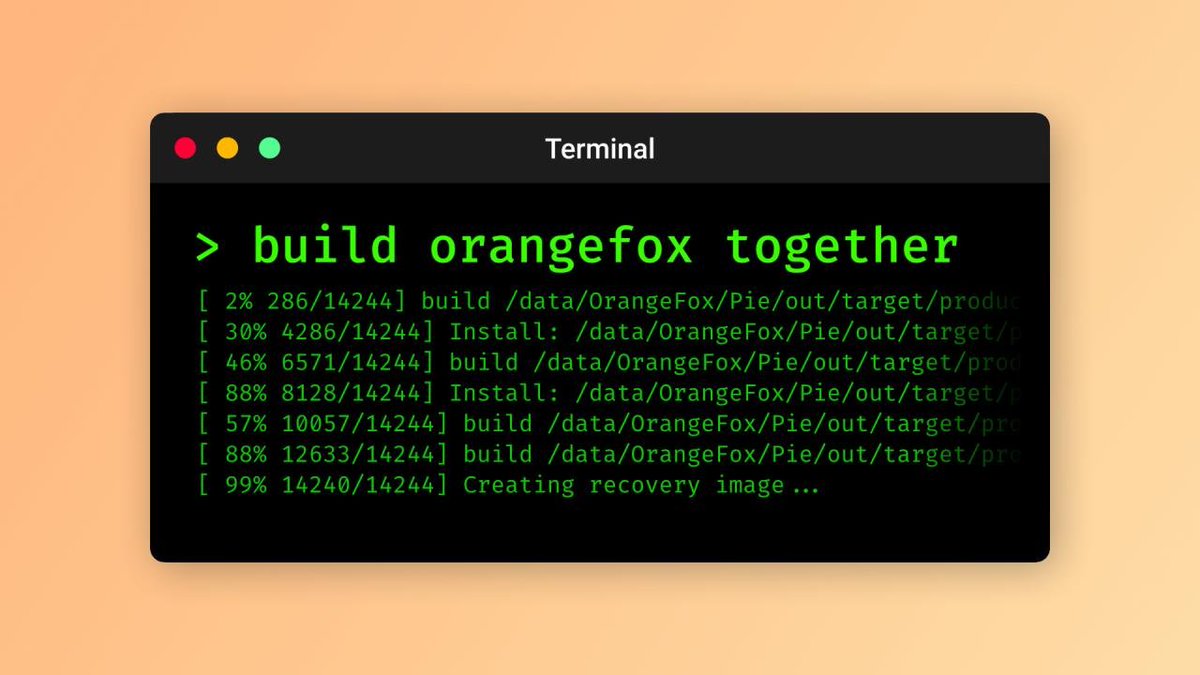 Terminal
> build orangefox together
[ 2% 286/14244] build /data/OrangeFox/Pie/out/target/produc
[ 30% 4286/14244] Install: /data/OrangeFox/Pie/out/target/p
[ 46% 6571/14244] build /data/OrangeFox/Pie/out/target/prod
[ 88% 8128/14244] Install: /data/OrangeFox/Pie/out/target/p
[ 57% 10057/14244] build /data/OrangeFox/Pie/out/target/pro
[ 88% 12633/14244] build /data/OrangeFox/Pie/out/target/pro
[ 99% 14240/14244] Creating recovery image...